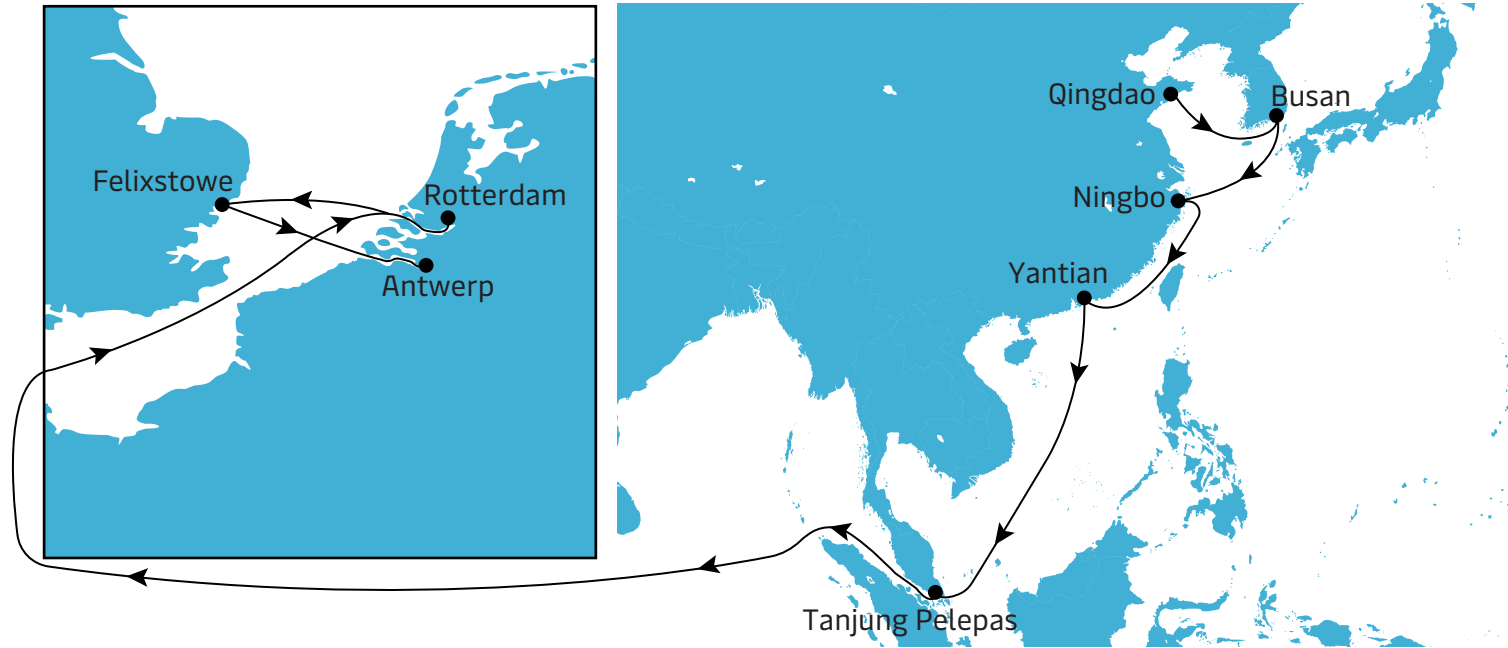 Felixstowe
Rotterdam
Antwerp
Qingdao
Busan
Ningbo
Yantian
Tanjung Pelepas